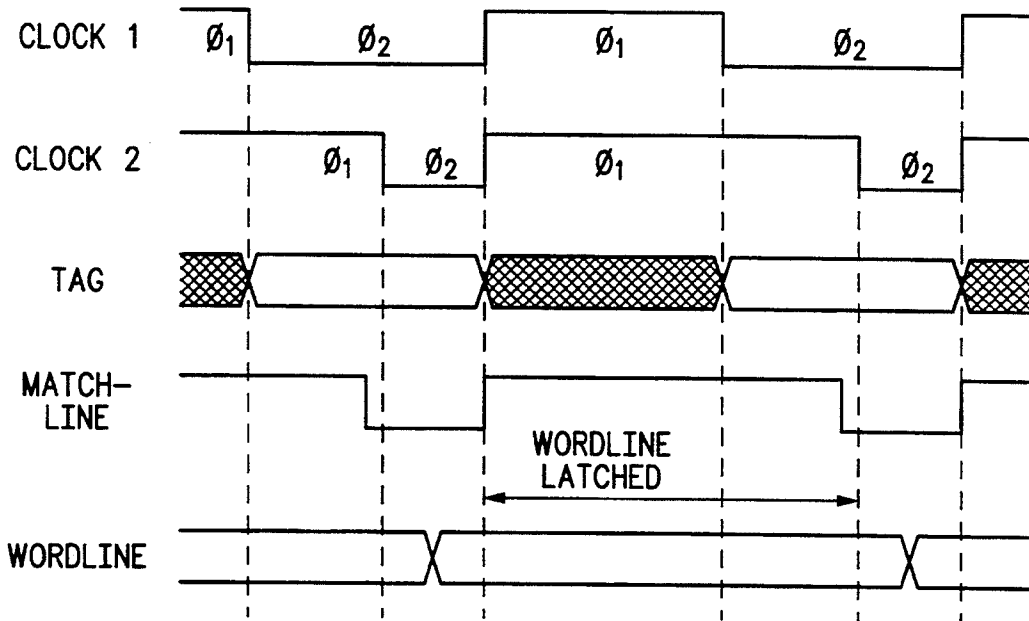 CLOCK 1 Ø1 Ø2 Ø1 Ø2
CLOCK 2 Ø1 Ø2 Ø1 Ø2
TAG
MATCH-
LINE
WORDLINE
LATCHED
WORDLINE